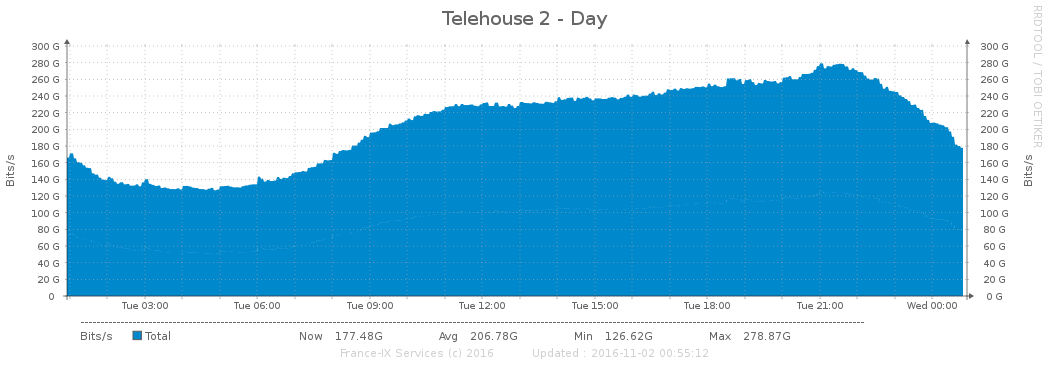 Telehouse 2 - Day
RRDTOOL / TOBI OETIKER
Bits/s
300 G
280 G
260 G
240 G
220 G
200 G
180 G
160 G
140 G
120 G
100 G
80 G
60 G
40 G
20 G
0
300 G
280 G
260 G
240 G
220 G
200 G
180 G
160 G
140 G
120 G
100 G
80 G
60 G
40 G
20 G
0 G
Bits/s
Tue 03:00 Tue 06:00 Tue 09:00 Tue 12:00 Tue 15:00 Tue 18:00 Tue 21:00 Wed 00:00
Bits/s Total Now 177.48G Avg 206.78G Min 126.62G Max 278.87G
France-IX Services (c) 2016 Updated : 2016-11-02 00:55:12